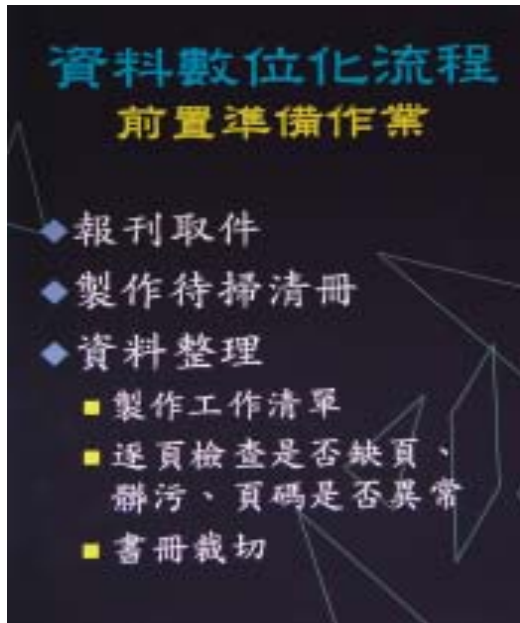 資料數位化流程
前置準備作業
報刊取件
製作待掃清冊
資料整理
製作工作清單
逐頁檢查是否缺頁、
髒污、頁碼是否異常
書冊裁切